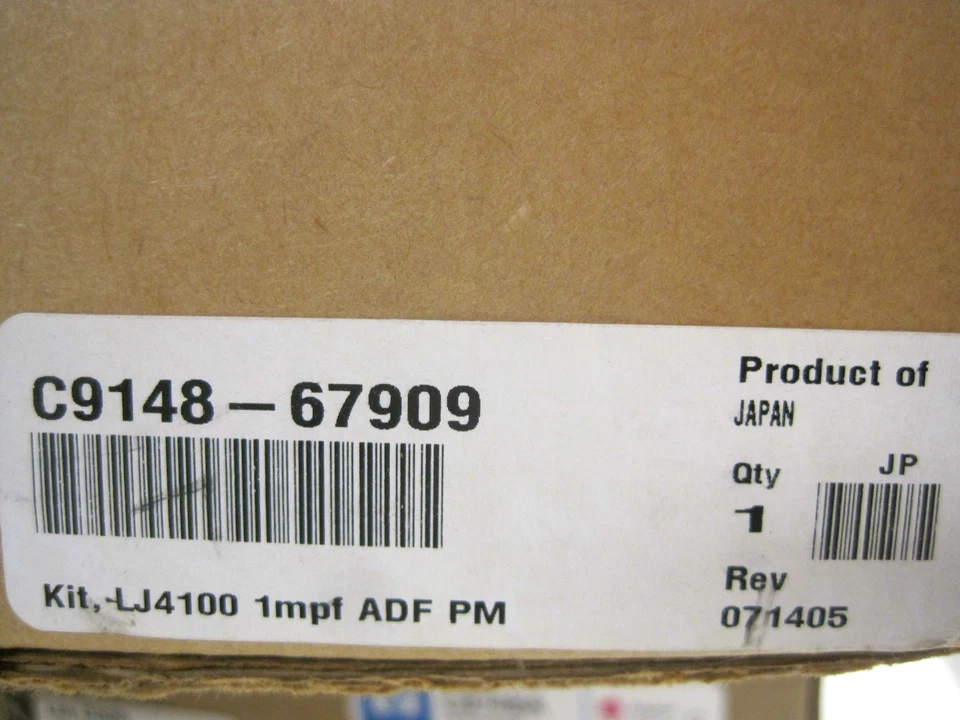 C9148-67909
Kit, LJ4100 1mpf ADF PM
Product of
JAPAN
Qty
JP
1
Rev
071405